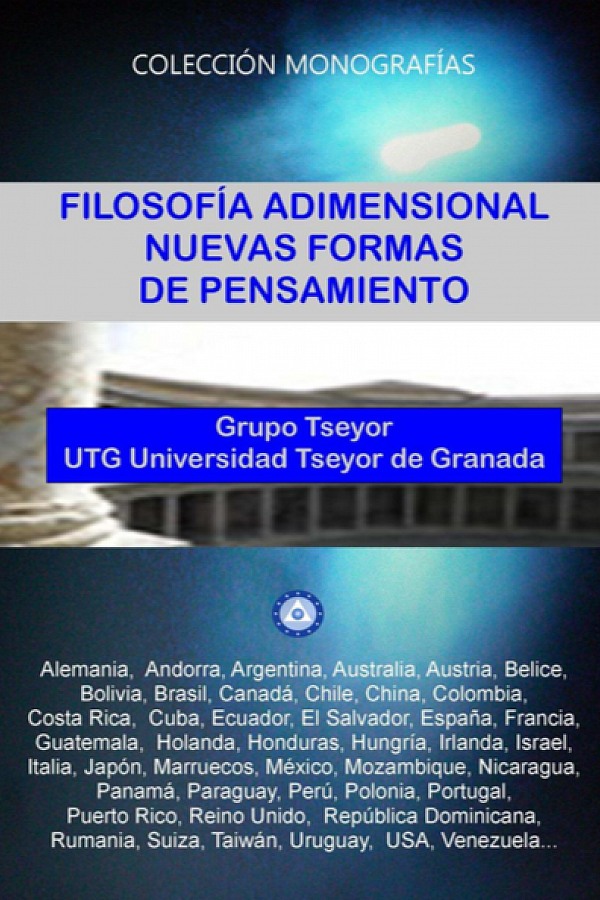 COLECCIÓN MONOGRAFÍAS
FILOSOFÍA ADIMENSIONAL
NUEVAS FORMAS
DE PENSAMIENTO
Grupo Tseyor
UTG Universidad Tseyor de Granada
Alemania, Andorra, Argentina, Australia, Austria, Belice,
Bolivia, Brasil, Canadá, Chile, China, Colombia,
Costa Rica, Cuba, Ecuador, El Salvador, España, Francia,
Guatemala, Holanda, Honduras, Hungría, Irlanda, Israel,
Italia, Japón, Marruecos, México, Mozambique, Nicaragua,
Panamá, Paraguay, Perú, Polonia, Portugal,
Puerto Rico, Reino Unido, República Dominicana,
Rumania, Suiza, Taiwán, Uruguay, USA, Venezuela...